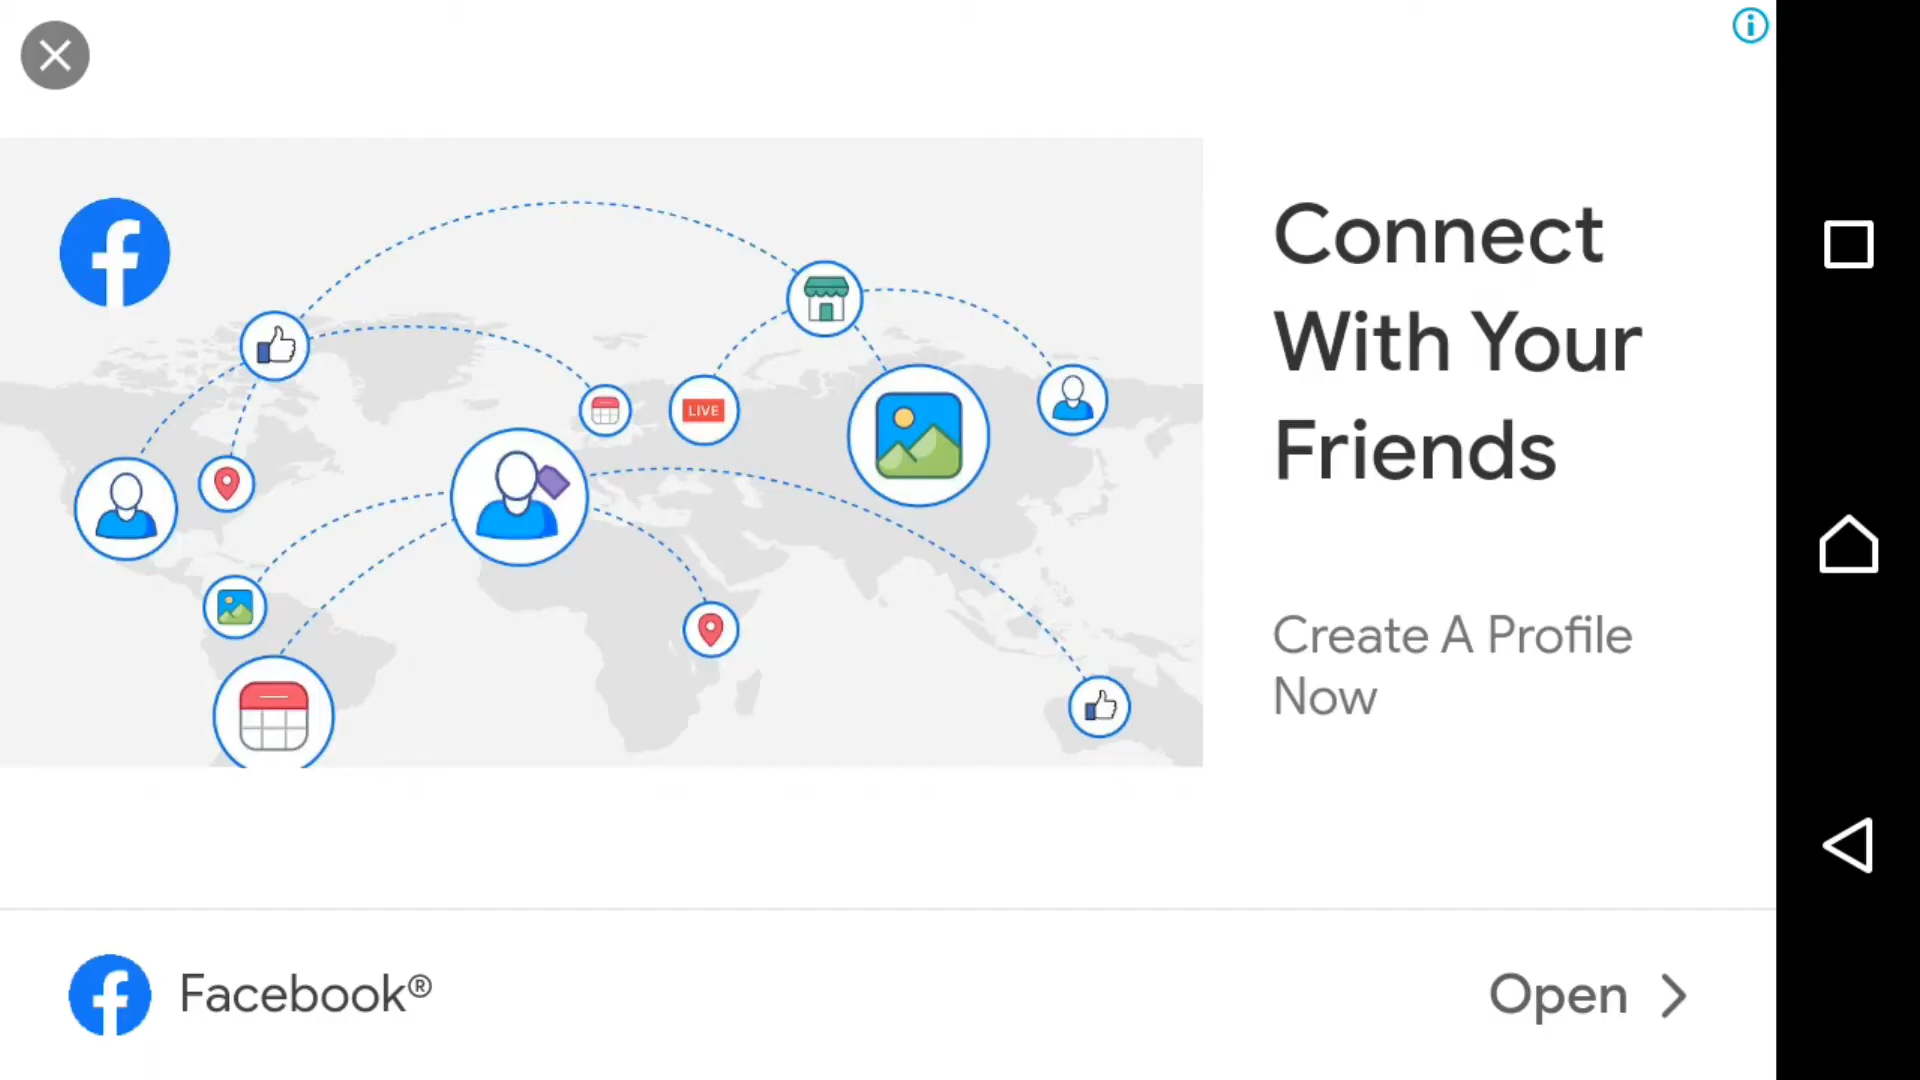 LIVE
Connect
With Your
Friends
Create A Profile
Now
Facebook®
Open